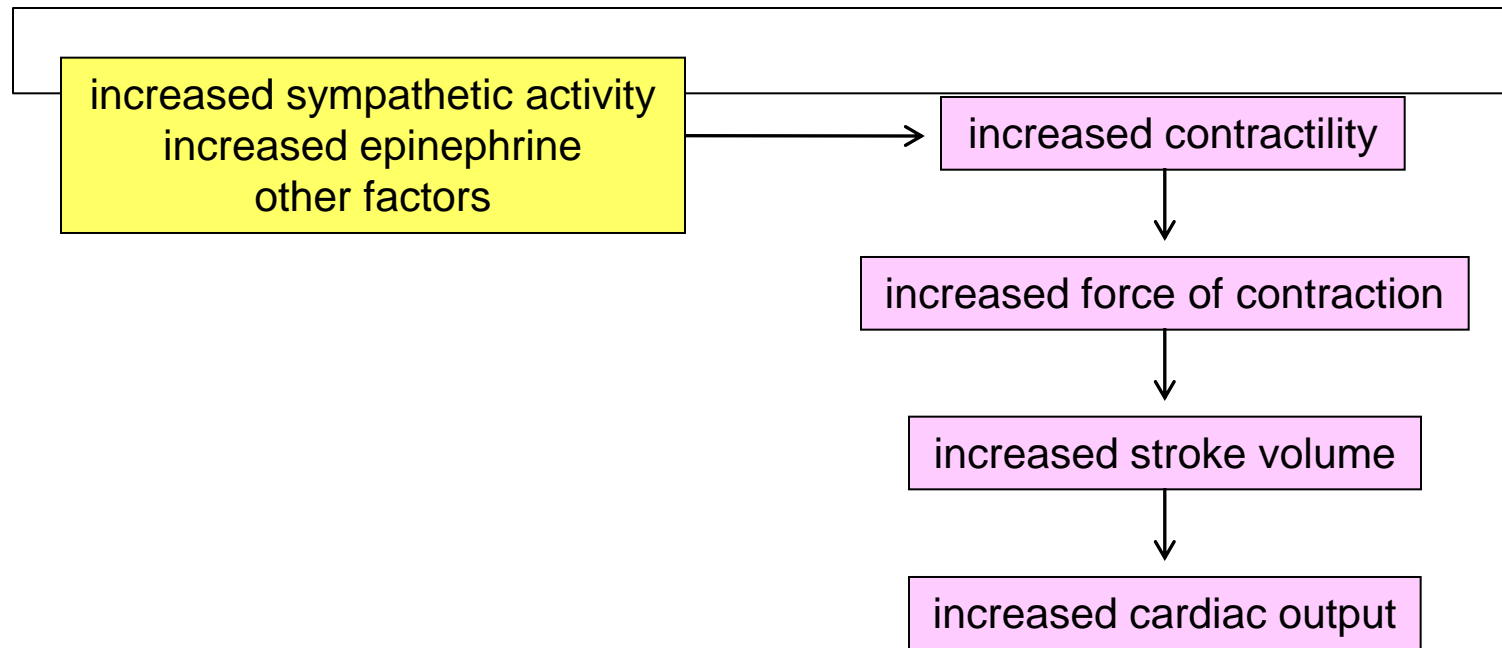 increased sympathetic activity
increased epinephrine
other factors
increased contractility
increased force of contraction
increased stroke volume
increased cardiac output